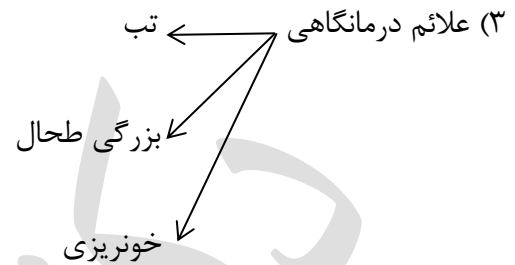 ۳) علائم درمانگاهی تب
بزرگی طحال
خونریزی